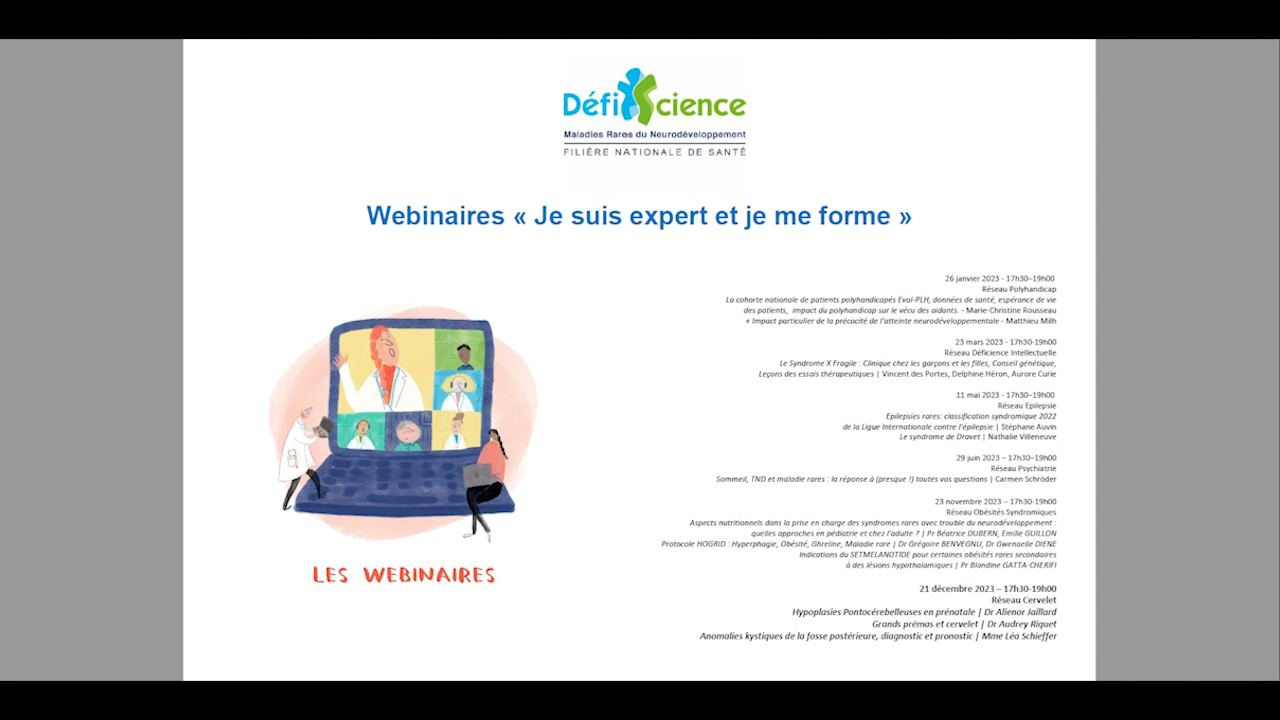 Défi Science
Maladies Rares du Neurodéveloppement
FILIÈRE NATIONALE DE SANTÉ
Webinaires « Je suis expert et je me forme »
26 janvier 2023 - 17h30–19h00
Réseau Polyhandicap
La cohorte nationale de patients polyhandicapés Eval-PLH, données de santé, espérance de vie
des patients, impact du polyhandicap sur le vécu des aidants. - Marie-Christine Rousseau
« Impact particulier de la précocité de l'atteinte neurodéveloppementale - Matthieu Milh
23 mars 2023 - 17h30-19h00
Réseau Déficience Intellectuelle
Le Syndrome X Fragile : Clinique chez les garçons et les filles, Conseil génétique,
Leçons des essais thérapeutiques | Vincent des Portes, Delphine Héron, Aurore Curie
11 mai 2023 - 17h30–19h00
Réseau Epilepsie
Epilepsies rares: classification syndromique 2022
de la Ligue Internationale contre l'épilepsie | Stéphane Auvin
Le syndrome de Dravet | Nathalie Villeneuve
29 juin 2023 – 17h30–19h00
Réseau Psychiatrie
Sommeil, TND et maladie rares : la réponse à (presque !) toutes vos questions | Carmen Schröder
23 novembre 2023 – 17h30-19h00
Réseau Obésités Syndromiques
Aspects nutritionnels dans la prise en charge des syndromes rares avec trouble du neurodéveloppement :
quelles approches en pédiatrie et chez l'adulte ? | Pr Béatrice DUBERN, Emilie GUILLON
Protocole HOGRID : Hyperphagie, Obésité, Ghreline, Maladie rare | Dr Grégoire BENVEGNU, Dr Gwenaelle DIENE
Indications du SETMELANOTIDE pour certaines obésités rares secondaires
à des lésions hypothalamiques | Pr Blandine GATTA-CHERIFI
21 décembre 2023 – 17h30-19h00
Réseau Cervelet
Hypoplasies Pontocérebelleuses en prénatale | Dr Alienor Jaillard
Grands prémas et cervelet | Dr Audrey Riquet
Anomalies kystiques de la fosse postérieure, diagnostic et pronostic | Mme Léa Schieffer
LES WEBINAIRES